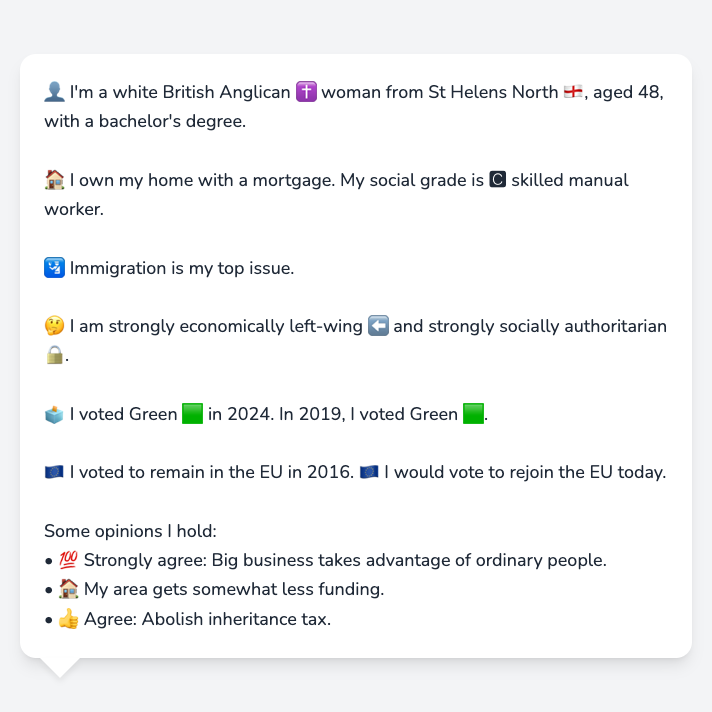 👤 I'm a white British Anglican ✝️ woman from St Helens North 🏴󠁧󠁢󠁥󠁮󠁧󠁿, aged 48,
with a bachelor's degree.
🏠 I own my home with a mortgage. My social grade is 🅲 skilled manual
worker.
🛂 Immigration is my top issue.
🤔 I am strongly economically left-wing ⬅️ and strongly socially authoritarian
🔒.
🗳️ I voted Green 🟩 in 2024. In 2019, I voted Green 🟩.
🇪🇺 I voted to remain in the EU in 2016. 🇪🇺 I would vote to rejoin the EU today.
Some opinions I hold:
• 💯 Strongly agree: Big business takes advantage of ordinary people.
• 🏠 My area gets somewhat less funding.
• 👍 Agree: Abolish inheritance tax.